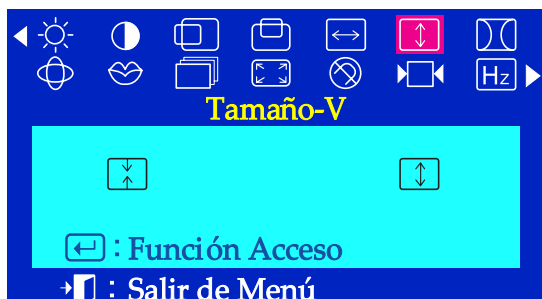 Hz
Tamaño-V
: Función Acceso
: Salir de Menú